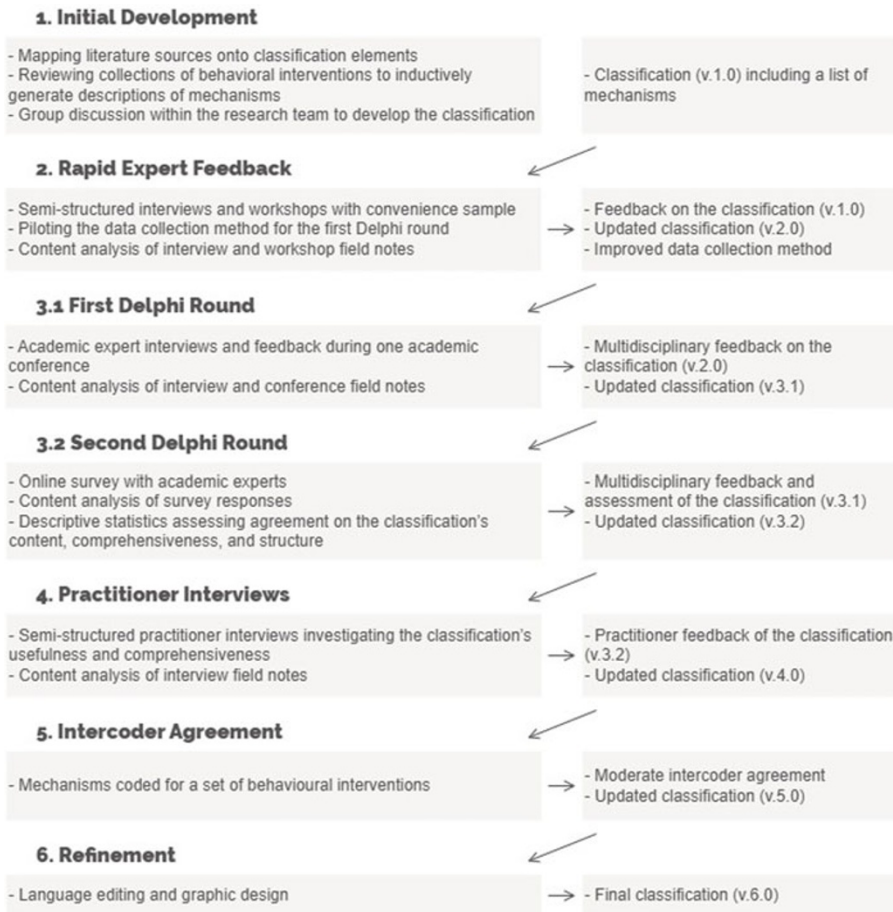 1. Initial Development
- Mapping literature sources onto classification elements
- Reviewing collections of behavioral interventions to inductively
generate descriptions of mechanisms
- Group discussion within the research team to develop the classification
- Classification (v.1.0) including a list of
mechanisms
2. Rapid Expert Feedback
- Semi-structured interviews and workshops with convenience sample
- Piloting the data collection method for the first Delphi round
- Content analysis of interview and workshop field notes
- Feedback on the classification (v.1.0)
- Updated classification (v.2.0)
- Improved data collection method
3.1 First Delphi Round
- Academic expert interviews and feedback during one academic
conference
- Content analysis of interview and conference field notes
- Multidisciplinary feedback on the
classification (v.2.0)
- Updated classification (v.3.1)
3.2 Second Delphi Round
- Online survey with academic experts
- Content analysis of survey responses
- Descriptive statistics assessing agreement on the classification's
content, comprehensiveness, and structure
- Multidisciplinary feedback and
assessment of the classification (v.3.1)
- Updated classification (v.3.2)
4. Practitioner Interviews
- Semi-structured practitioner interviews investigating the classification's
usefulness and comprehensiveness
- Content analysis of interview field notes
- Practitioner feedback of the classification
(v.3.2)
- Updated classification (v.4.0)
5. Intercoder Agreement
- Mechanisms coded for a set of behavioural interventions
- Moderate intercoder agreement
- Updated classification (v.5.0)
6. Refinement
- Language editing and graphic design
- Final classification (v.6.0)